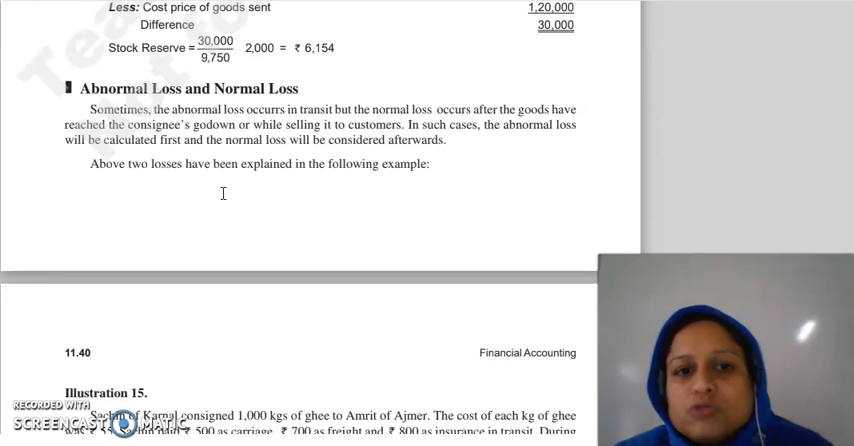 Less: Cost price of goods sent 1,20,000
Difference 30,000
Stock Reserve = 30,000 / 9,750 2,000 = ₹ 6,154
Abnormal Loss and Normal Loss
Sometimes, the abnormal loss occurrs in transit but the normal loss occurs after the goods have
reached the consignee's godown or while selling it to customers. In such cases, the abnormal loss
will be calculated first and the normal loss will be considered afterwards.
Above two losses have been explained in the following example:
11.40 Financial Accounting
Illustration 15.
Sachin of Karnal consigned 1,000 kgs of ghee to Amrit of Ajmer. The cost of each kg of ghee
was ₹ 55. Sachin paid ₹ 500 as carriage, ₹ 700 as freight and ₹ 800 as insurance in transit. During
RECORDED WITH
SCREENCAST MATIC